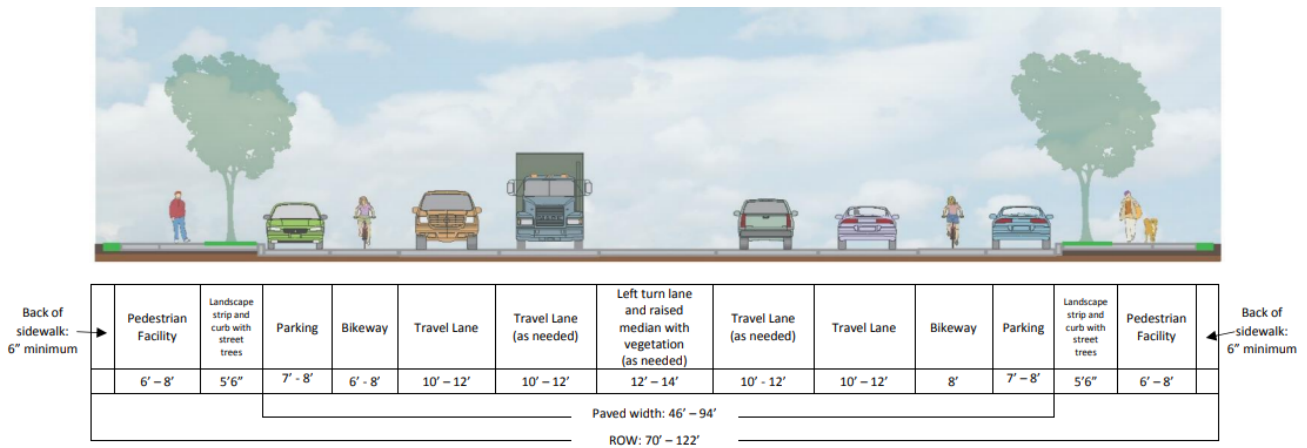 Back of
sidewalk:
6” minimum
Pedestrian
Facility
Landscape
strip and
curb with
street
trees
Parking
Bikeway
Travel Lane
Travel Lane
(as needed)
Left turn lane
and raised
median with
vegetation
(as needed)
Travel Lane
(as needed)
Travel Lane
Bikeway
Parking
Landscape
strip and
curb with
street
trees
Pedestrian
Facility
Back of
sidewalk:
6” minimum
6’ – 8’
5’6”
7’ - 8’
6’ - 8’
10’ – 12’
10’ – 12’
12’ – 14’
10’ - 12’
10’ – 12’
8’
7’ – 8’
5’6”
6’ – 8’
Paved width: 46’ – 94’
ROW: 70’ – 122’